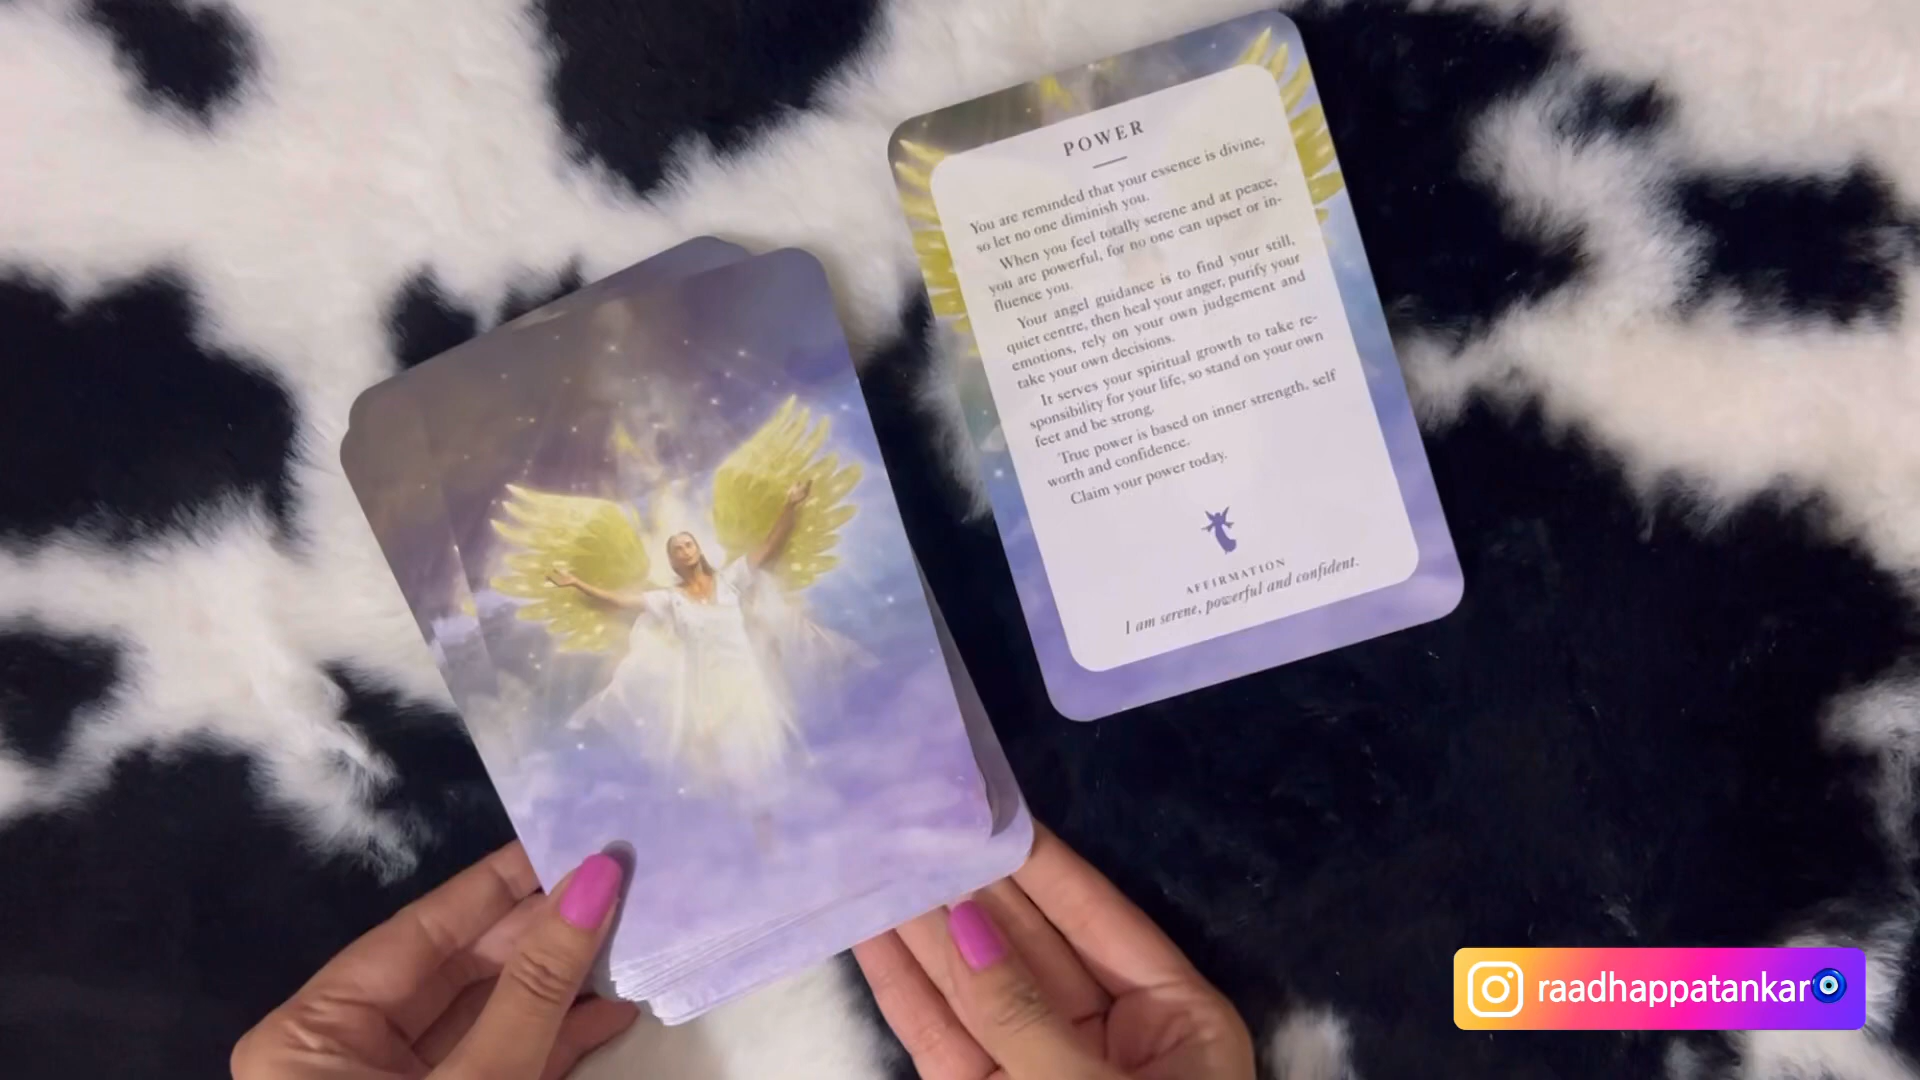 POWER
You are reminded that your essence is divine,
so let no one diminish you.
When you feel totally serene and at peace,
you are powerful, for no one can upset or in-
fluence you.
Your angel guidance is to find your still,
quiet centre, then heal your anger, purify your
emotions, rely on your own judgement and
take your own decisions.
It serves your spiritual growth to take re-
sponsibility for your life, so stand on your own
feet and be strong.
True power is based on inner strength, self
worth and confidence.
Claim your power today.
AFFIRMATION
I am serene, powerful and confident.
raadhappatankar